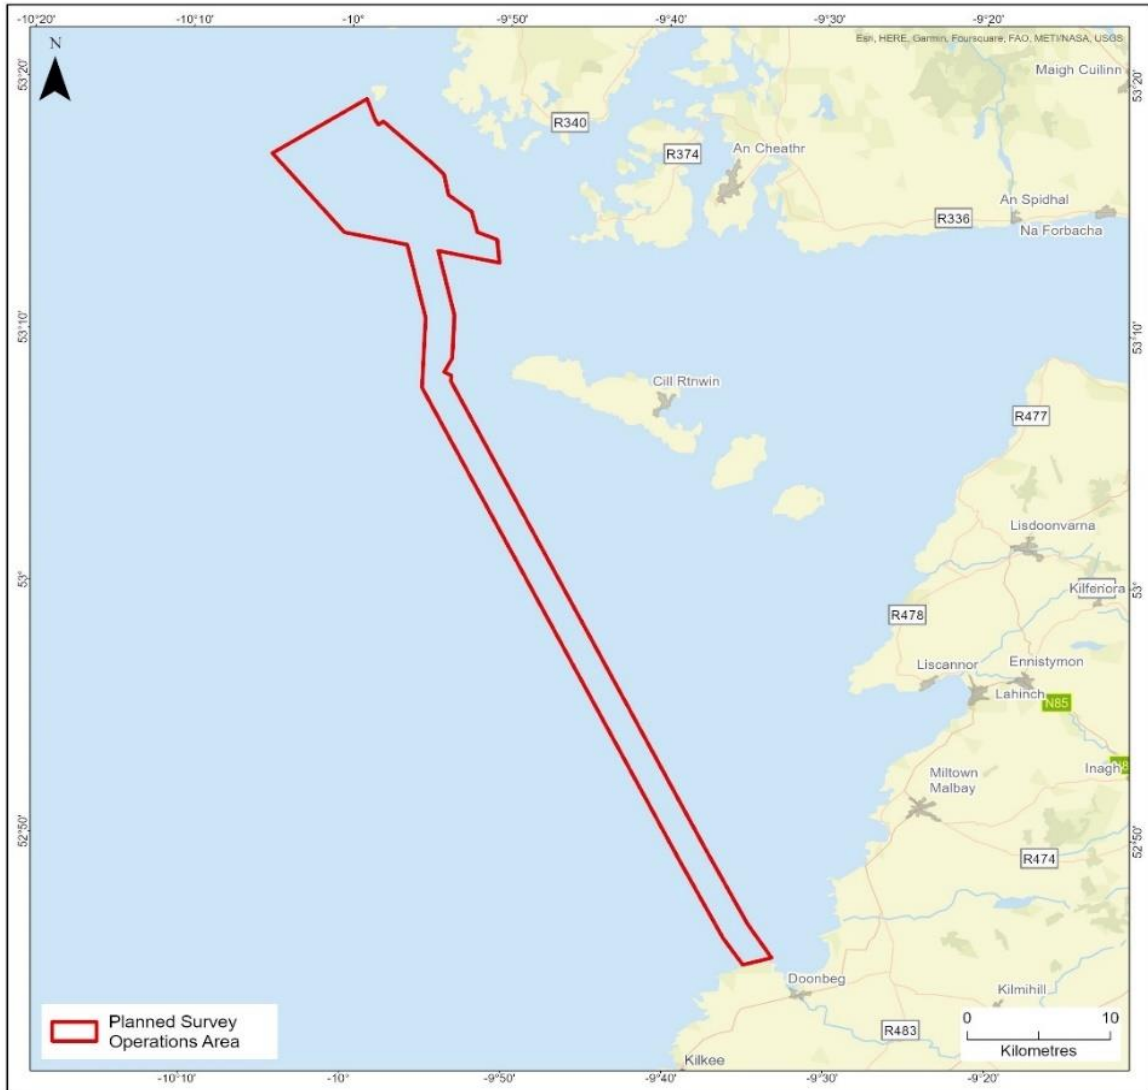 -10°20'
-10°10'
-10°
-9°50'
-9°40'
-9°30'
-9°20'
Esri, HERE, Garmin, Foursquare, FAO, METI/NASA, USGS
N
53°20'
53°20'
Maigh Cuilinn
R340
R374
An Cheathr
An Spidhal
R336
Na Forbacha
53°10'
53°10'
Cill Rtnwin
R477
Lisdoonvarna
53°
53°
Kilfenora
R478
Liscannor
Ennistymon
Lahinch
N85
Inagh
Miltown
Malbay
52°50'
52°50'
R474
Doonbeg
Kilmihill
R483
Kilkee
Planned Survey
Operations Area
0
10
Kilometres
-10°10'
-10°
-9°50'
-9°40'
-9°30'
-9°20'